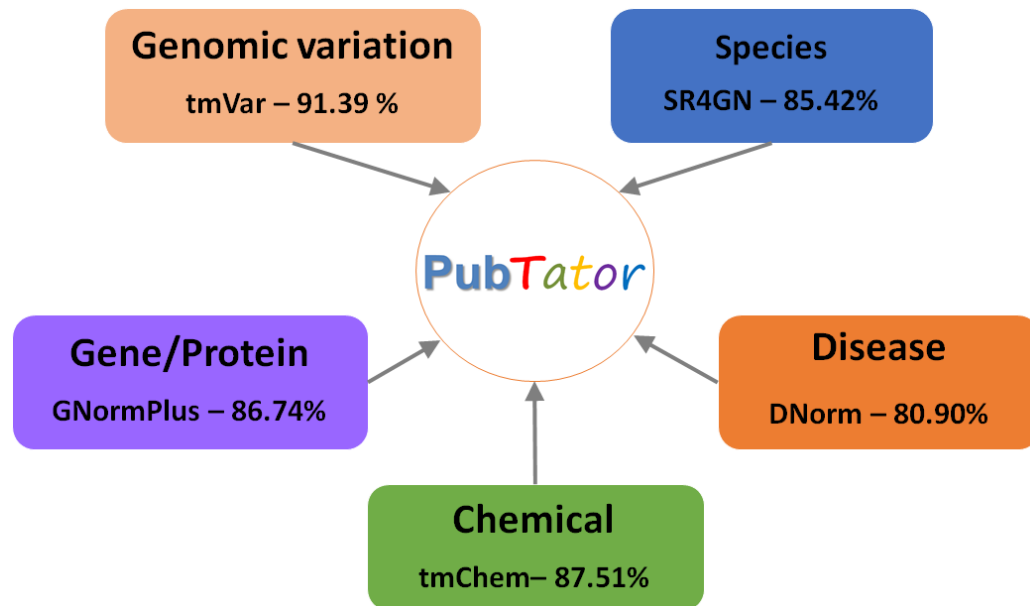 Genomic variation
tmVar – 91.39 %
Species
SR4GN – 85.42%
PubTator
Gene/Protein
GNormPlus – 86.74%
Disease
DNorm – 80.90%
Chemical
tmChem– 87.51%